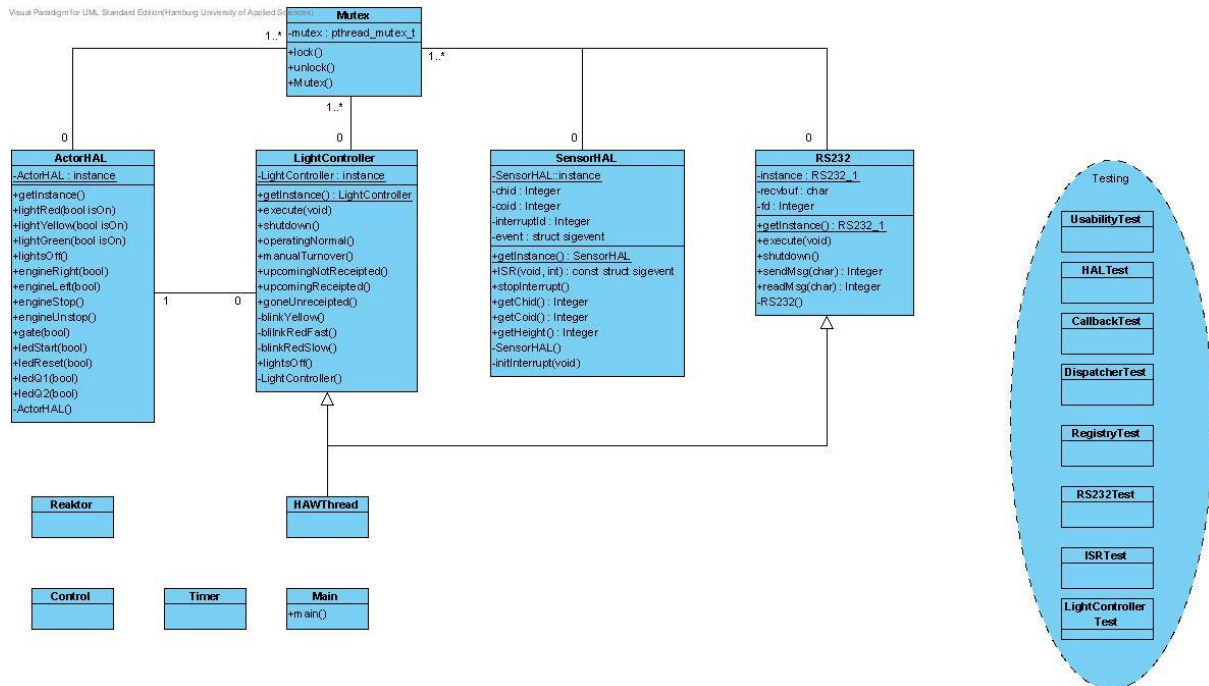 Visual Paradigm for UML Standard Edition(Hamburg University of Applied Sciences)
Mutex
-mutex : pthread_mutex_t
+lock()
+unlock()
+Mutex()
1..*
1..*
1..*
0
0
0
0
ActorHAL
-ActorHAL : instance
+getInstance()
+lightRed(bool isOn)
+lightYellow(bool isOn)
+lightGreen(bool isOn)
+lightsOff()
+engineRight(bool)
+engineLeft(bool)
+engineStop()
+engineUnstop()
+gate(bool)
+ledStart(bool)
+ledReset(bool)
+ledQ1(bool)
+ledQ2(bool)
-ActorHAL()
1
0
LightController
-LightController : instance
+getInstance() : LightController
+execute(void)
+shutdown()
+operatingNormal()
+manualTurnover()
+upcomingNotReceipted()
+upcomingReceipted()
+goneUnreceipted()
-blinkYellow()
-blilnkRedFast()
-blinkRedSlow()
+lightsOff()
-LightController()
SensorHAL
-SensorHAL::instance
-chid : Integer
-coid : Integer
-interruptId : Integer
-event : struct sigevent
+getInstance() : SensorHAL
+ISR(void, int) : const struct sigevent
+stopInterrupt()
+getChid() : Integer
+getCoid() : Integer
+getHeight() : Integer
-SensorHAL()
-initInterrupt(void)
RS232
-instance : RS232_1
-recvbuf : char
-fd : Integer
+getInstance() : RS232_1
+execute(void)
+shutdown()
+sendMsg(char) : Integer
+readMsg(char) : Integer
-RS232()
Reaktor
HAWThread
Control
Timer
Main
+main()
Testing
UsabilityTest
HALTest
CallbackTest
DispatcherTest
RegistryTest
RS232Test
ISRTest
LightController
Test